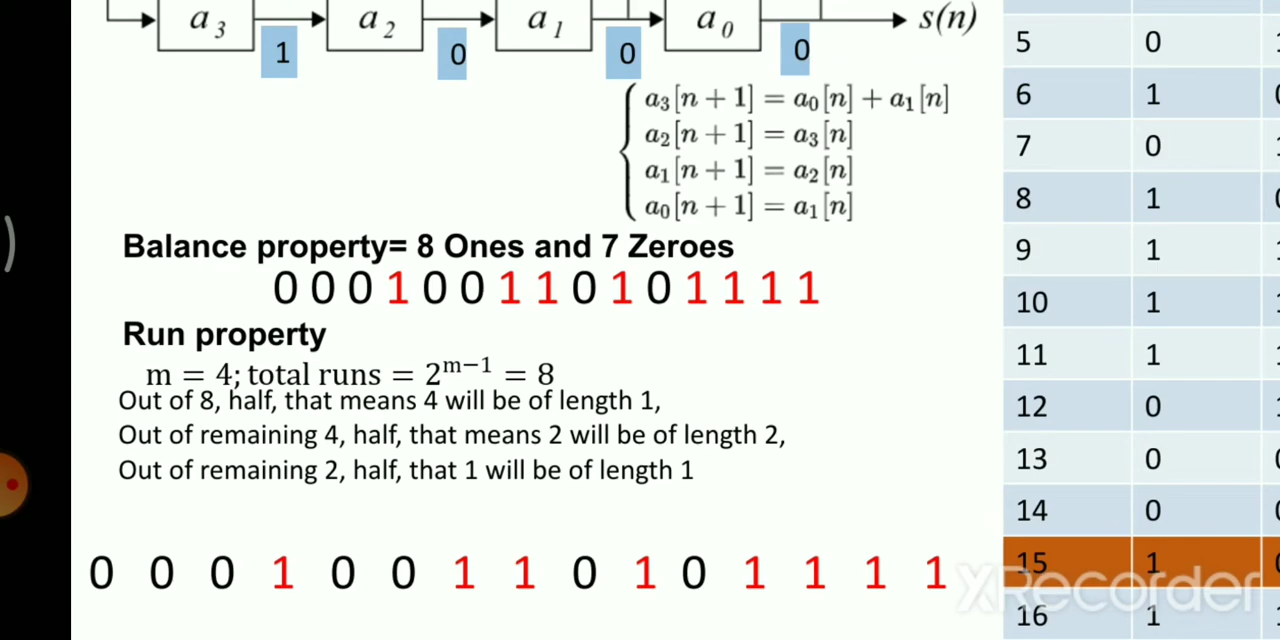 a3 a2 a1 a0 s(n)
1 0 0 0
a3[n + 1] = a0[n] + a1[n]
a2[n + 1] = a3[n]
a1[n + 1] = a2[n]
a0[n + 1] = a1[n]
Balance property= 8 Ones and 7 Zeroes
0 0 0 1 0 0 1 1 0 1 0 1 1 1 1
Run property
m = 4; total runs = 2^{m−1} = 8
Out of 8, half, that means 4 will be of length 1,
Out of remaining 4, half, that means 2 will be of length 2,
Out of remaining 2, half, that 1 will be of length 1
0 0 0 1 0 0 1 1 0 1 0 1 1 1 1
5 0
6 1
7 0
8 1
9 1
10 1
11 1
12 0
13 0
14 0
15 1
16 1
XRecorder